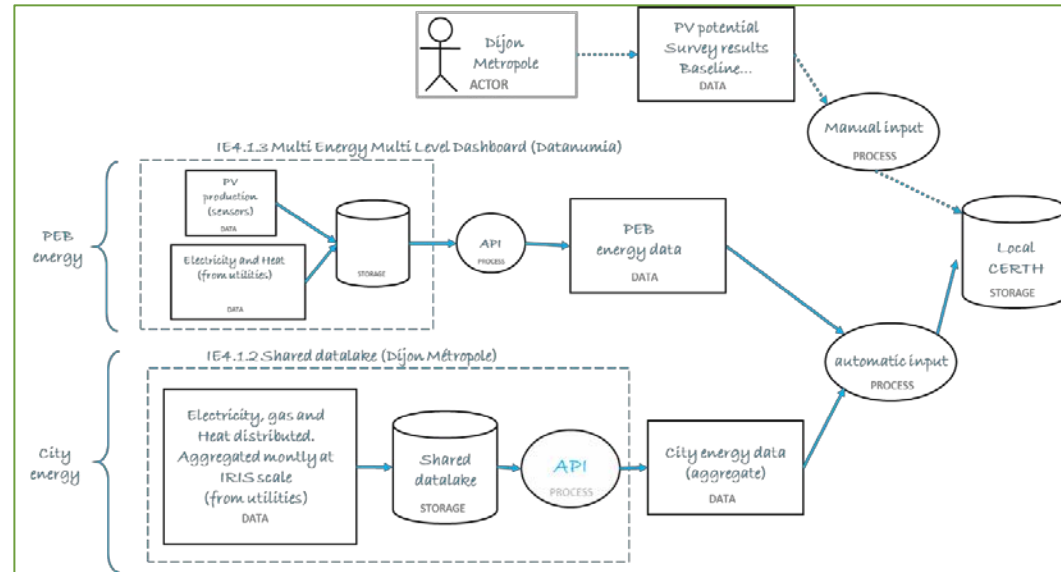 Dijon
Metropole
ACTOR
PV potential
Survey results
Baseline...
DATA
Manual input
PROCESS
IE4.1.3 Multi Energy Multi Level Dashboard (Datanumia)
PEB
energy
PV
production
(sensors)
DATA
Electricity and Heat
(from utilities)
DATA
STORAGE
API
PROCESS
PEB
energy data
DATA
Local
CERTH
STORAGE
automatic input
PROCESS
IE4.1.2 Shared datalake (Dijon Métropole)
City
energy
Electricity, gas and
Heat distributed.
Aggregated montly at
IRIS scale
(from utilities)
DATA
Shared
datalake
STORAGE
API
PROCESS
City energy data
(aggregate)
DATA